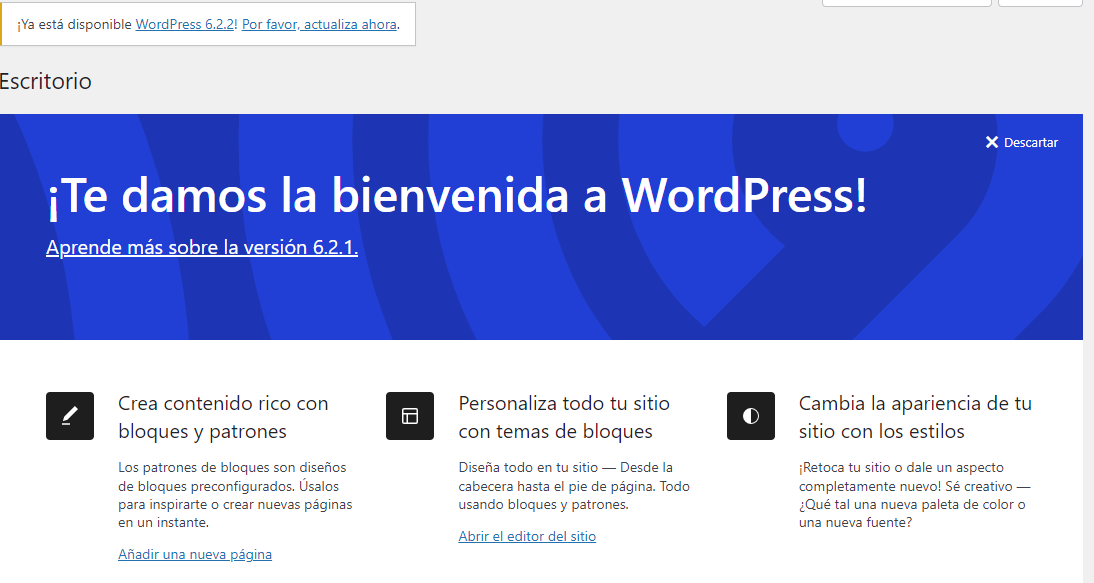 ¡Ya está disponible WordPress 6.2.2! Por favor, actualiza ahora.
Escritorio
Descartar
¡Te damos la bienvenida a WordPress!
Aprende más sobre la versión 6.2.1.
Crea contenido rico con
bloques y patrones
Los patrones de bloques son diseños
de bloques preconfigurados. Úsalos
para inspirarte o crear nuevas páginas
en un instante.
Añadir una nueva página
Personaliza todo tu sitio
con temas de bloques
Diseña todo en tu sitio — Desde la
cabecera hasta el pie de página. Todo
usando bloques y patrones.
Abrir el editor del sitio
Cambia la apariencia de tu
sitio con los estilos
¡Retoca tu sitio o dale un aspecto
completamente nuevo! Sé creativo —
¿Qué tal una nueva paleta de color o
una nueva fuente?